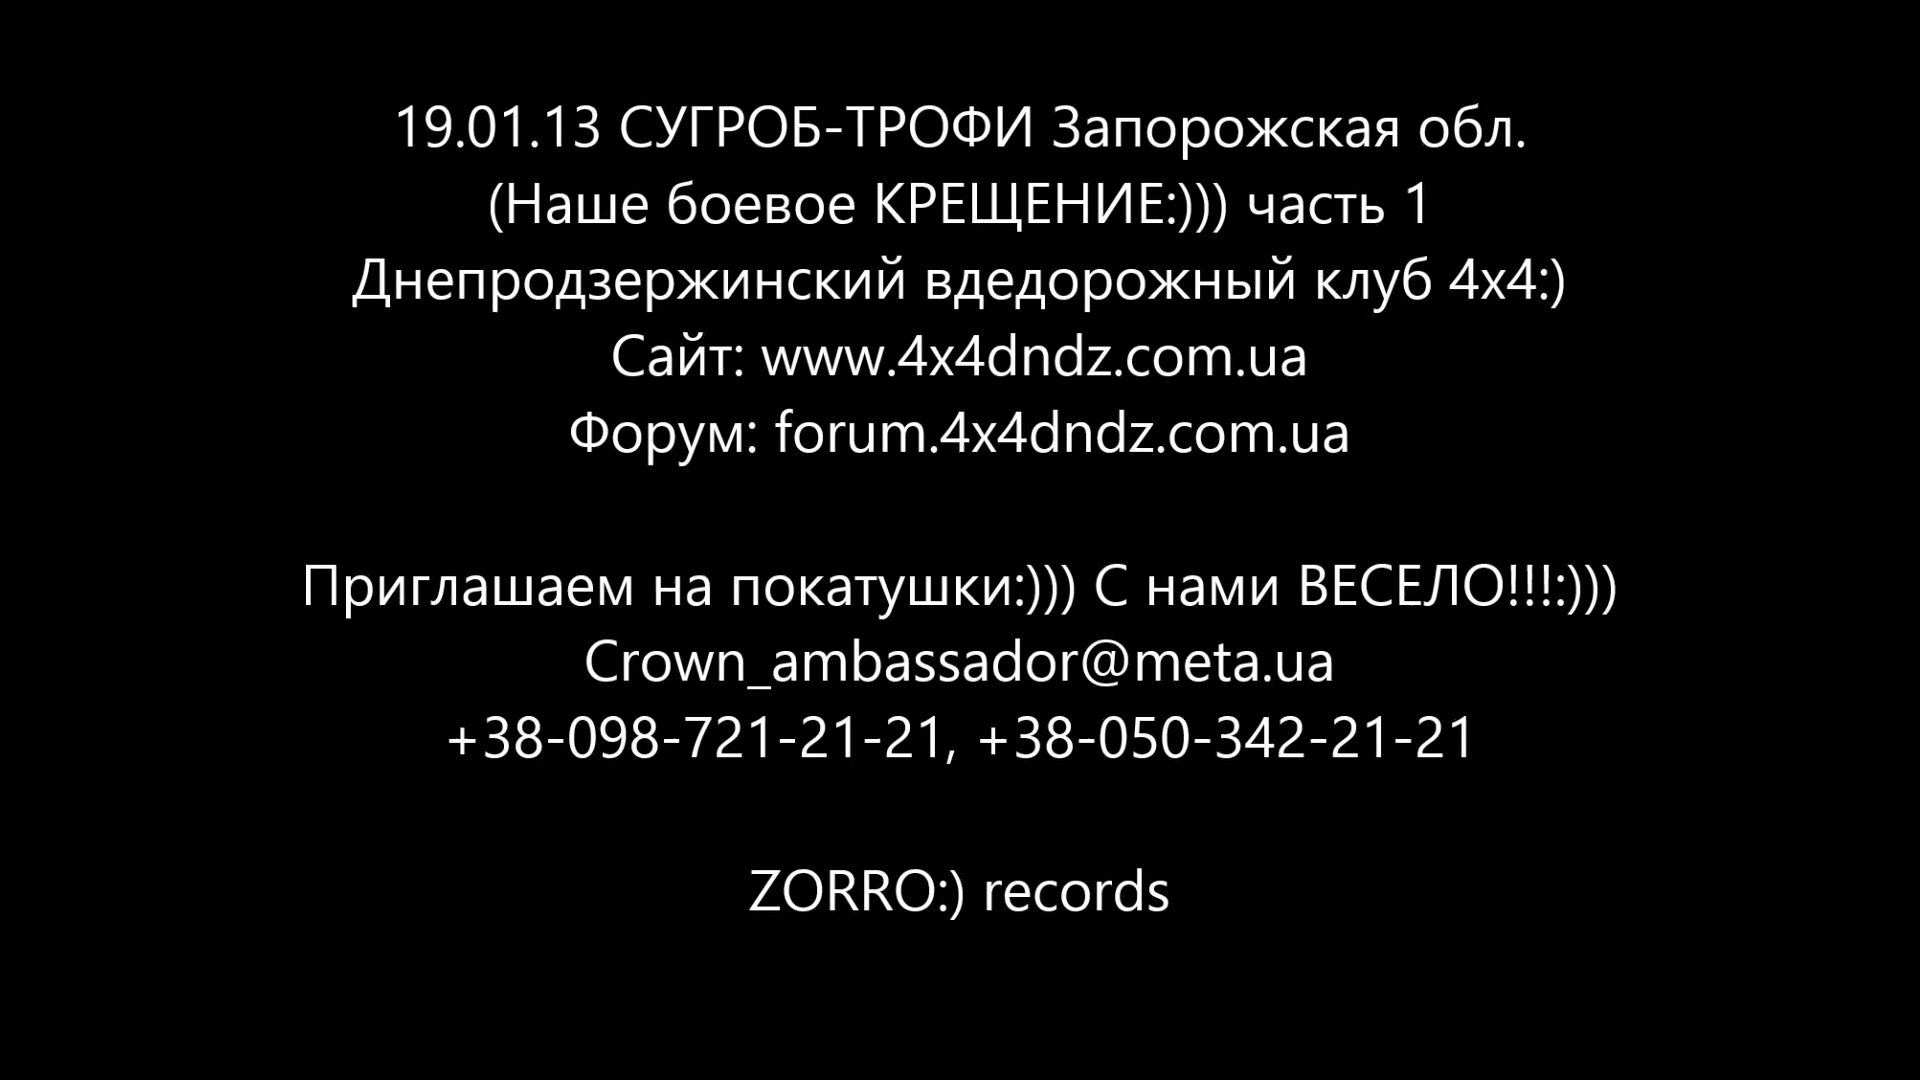 19.01.13 СУГРОБ-ТРОФИ Запорожская обл.
(Наше боевое КРЕЩЕНИЕ:))) часть 1
Днепродзержинский вдедорожный клуб 4х4:)
Сайт: www.4x4dndz.com.ua
Форум: forum.4x4dndz.com.ua
Приглашаем на покатушки:))) С нами ВЕСЕЛО!!!:)))
Crown_ambassador@meta.ua
+38-098-721-21-21, +38-050-342-21-21
ZORRO:) records